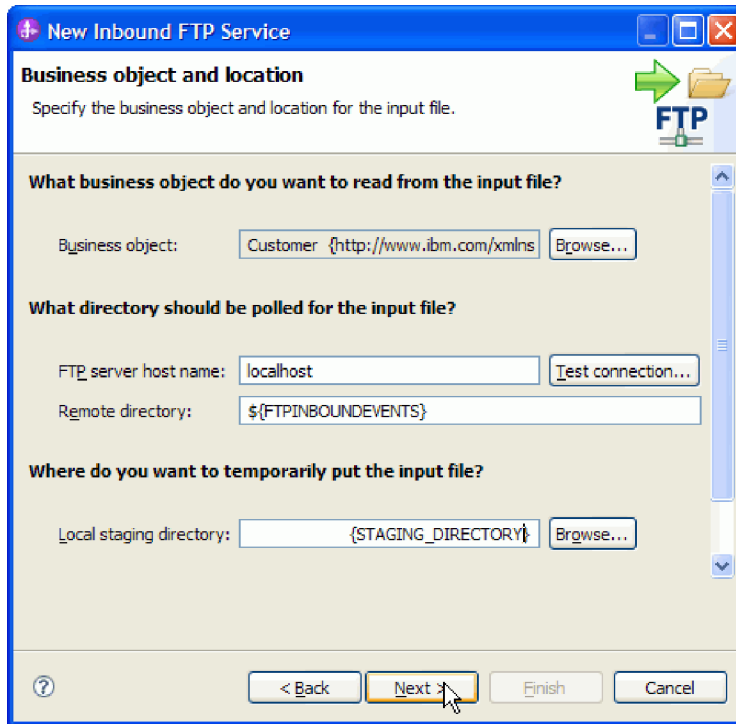 New Inbound FTP Service
Business object and location
Specify the business object and location for the input file.
FTP
What business object do you want to read from the input file?
Business object: Customer {http://www.ibm.com/xmlns Browse...
What directory should be polled for the input file?
FTP server host name: localhost Test connection...
Remote directory: ${FTPINBOUNDEVENTS}
Where do you want to temporarily put the input file?
Local staging directory: {STAGING_DIRECTORY} Browse...
? < Back Next > Finish Cancel